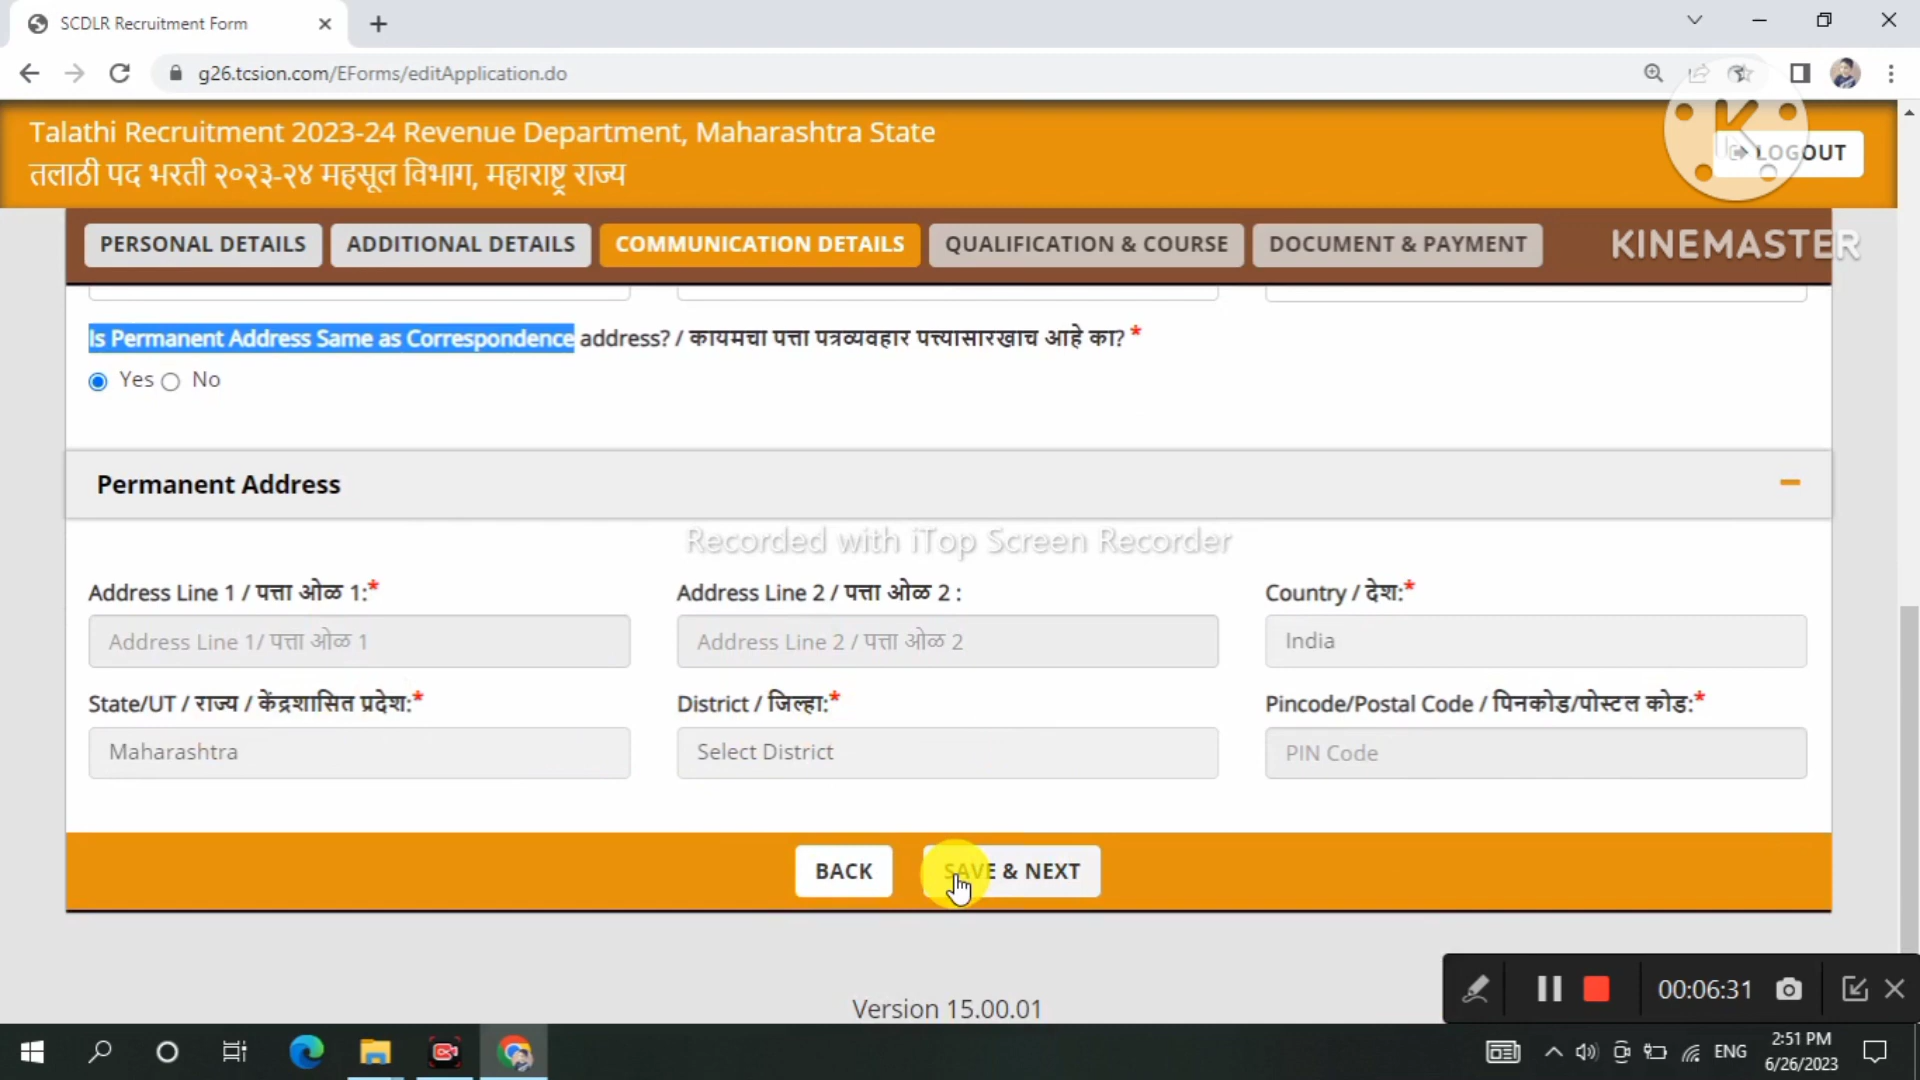 SCDLR Recruitment Form
g26.tcsion.com/EForms/editApplication.do
Talathi Recruitment 2023-24 Revenue Department, Maharashtra State
तलाठी पद भरती २०२३-२४ महसूल विभाग, महाराष्ट्र राज्य
LOGOUT
K
PERSONAL DETAILS ADDITIONAL DETAILS COMMUNICATION DETAILS QUALIFICATION & COURSE DOCUMENT & PAYMENT
KINEMASTER
Is Permanent Address Same as Correspondence address? / कायमचा पत्ता पत्रव्यवहार पत्त्यासारखाच आहे का? *
Yes No
Permanent Address
Recorded with iTop Screen Recorder
Address Line 1 / पत्ता ओळ 1:* Address Line 2 / पत्ता ओळ 2 : Country / देश:*
Address Line 1/ पत्ता ओळ 1 Address Line 2 / पत्ता ओळ 2 India
State/UT / राज्य / केंद्रशासित प्रदेश:* District / जिल्हा:* Pincode/Postal Code / पिनकोड/पोस्टल कोड:*
Maharashtra Select District PIN Code
BACK SAVE & NEXT
00:06:31
Version 15.00.01
ENG
2:51 PM
6/26/2023